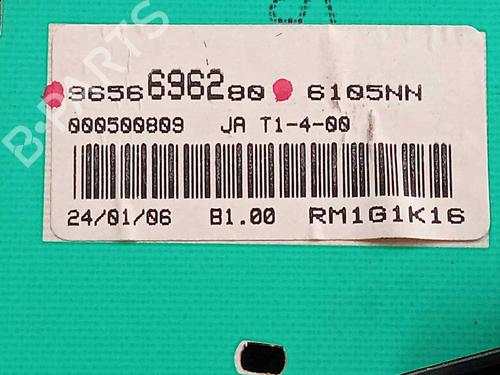 9656696280 6105NN
000500809 JA T1-4-00
24/01/06 B1.00 RM1G1K16
B-PARTS